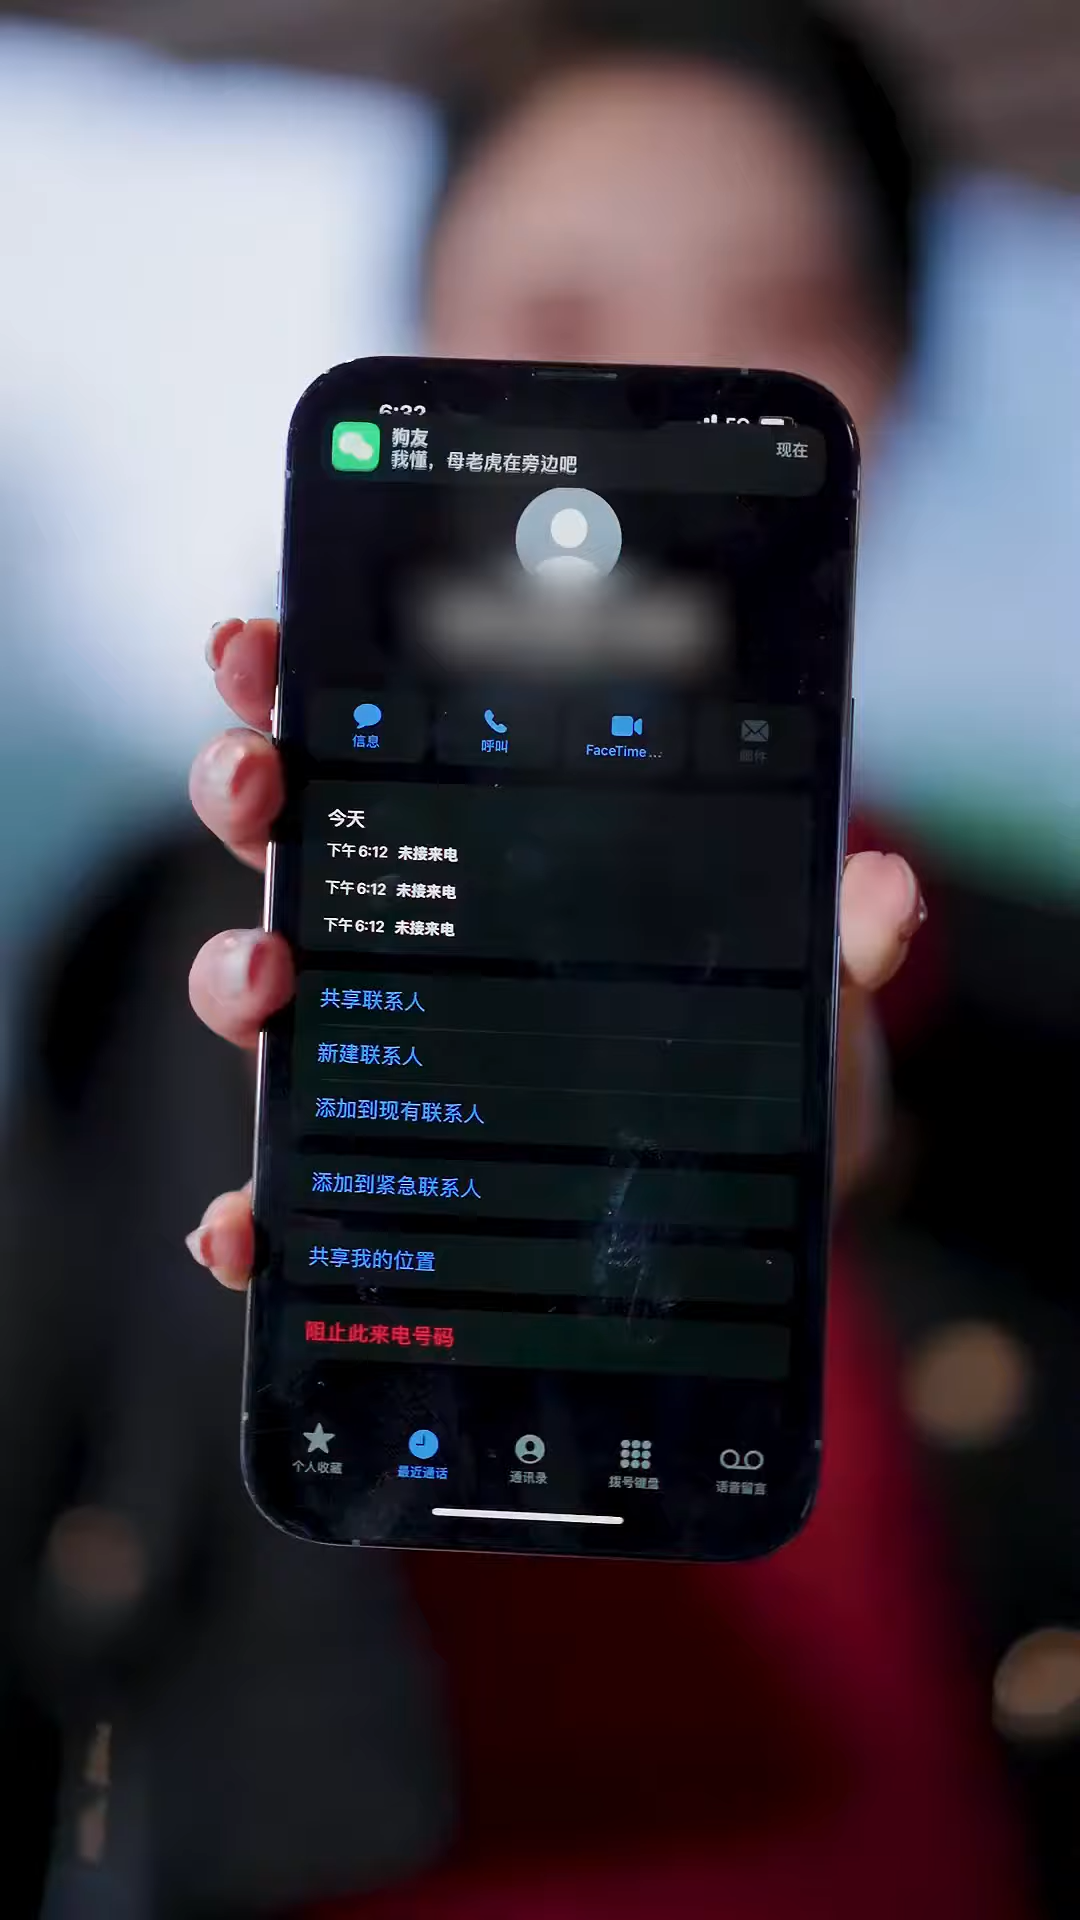 6:32
5G
狗友
现在
我懂，母老虎在旁边吧
信息
呼叫
FaceTime...
邮件
今天
下午6:12 未接来电
下午6:12 未接来电
下午6:12 未接来电
共享联系人
新建联系人
添加到现有联系人
添加到紧急联系人
共享我的位置
阻止此来电号码
个人收藏
最近通话
通讯录
拨号键盘
语音留言